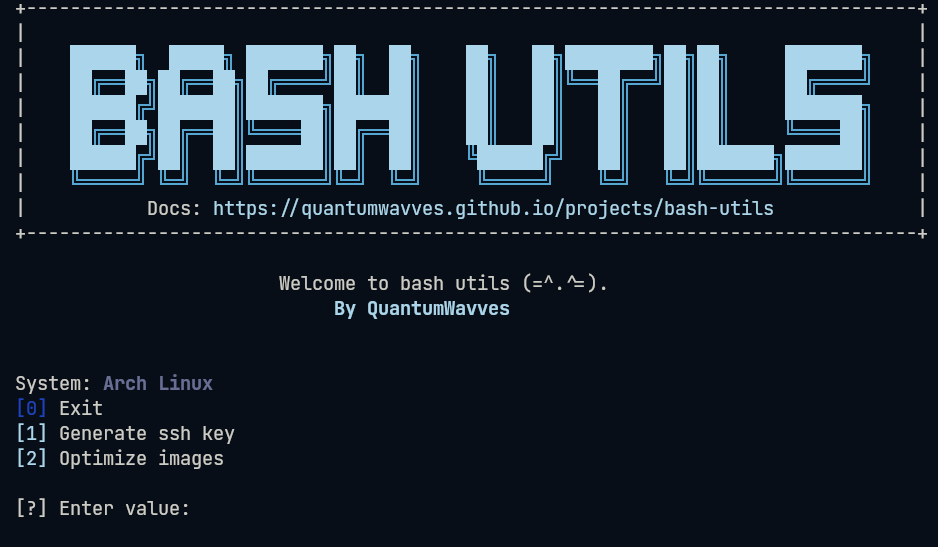 BASH UTILS
Docs: https://quantumwavves.github.io/projects/bash-utils
Welcome to bash utils (=^.^=).
By QuantumWavves
System: Arch Linux
[0] Exit
[1] Generate ssh key
[2] Optimize images
[?] Enter value: